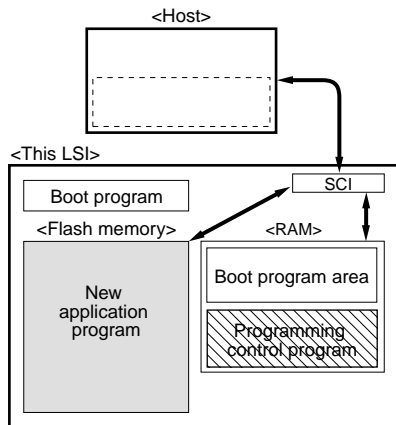 <Host>
<This LSI>
SCI
Boot program
<Flash memory>
<RAM>
New
application
program
Boot program area
Programming
control program